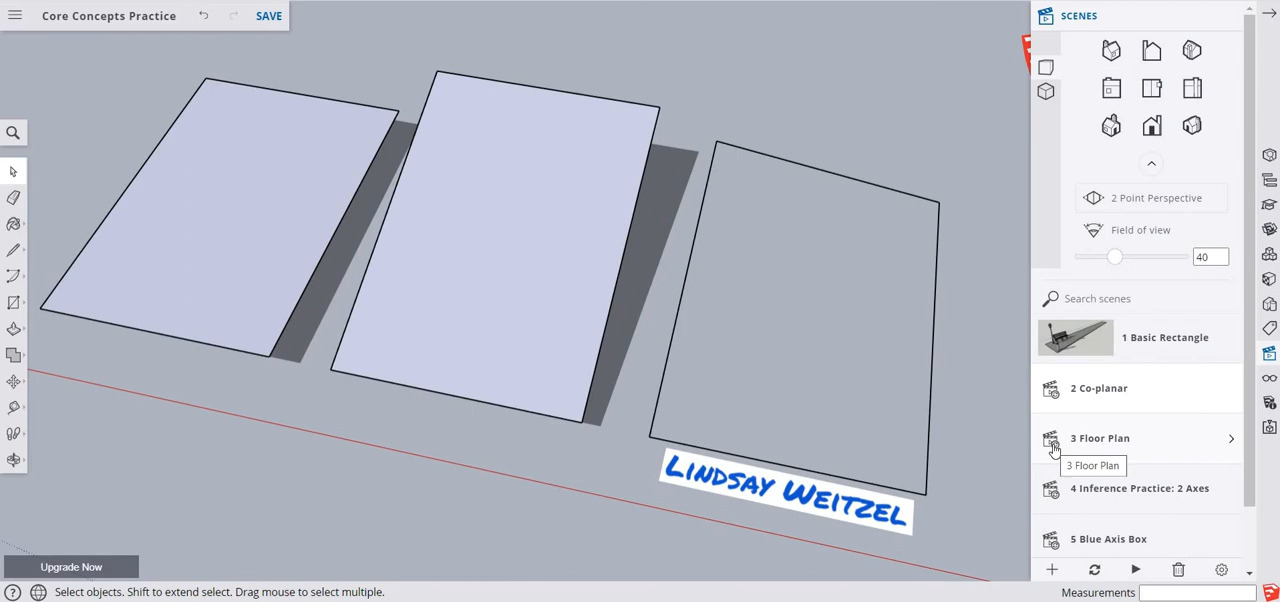 Core Concepts Practice
SAVE
SCENES
2 Point Perspective
Field of view
40
Search scenes
1 Basic Rectangle
2 Co-planar
3 Floor Plan
3 Floor Plan
4 Inference Practice: 2 Axes
5 Blue Axis Box
LINDSAY WEITZEL
Upgrade Now
Select objects. Shift to extend select. Drag mouse to select multiple.
Measurements